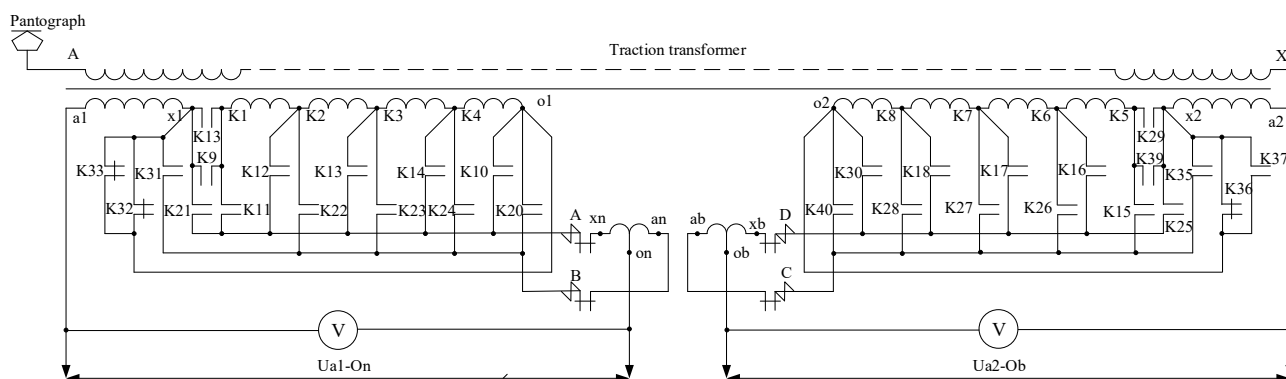 Pantograph
A
Traction transformer
X
a1
x1
K1
K2
K3
K4
o1
o2
K8
K7
K6
K5
x2
a2
K13
K29
K33
K31
K9
K12
K13
K14
K10
K30
K18
K17
K16
K39
K35
K37
K32
K21
K11
K22
K23
K24
K20
K40
K28
K27
K26
K15
K25
K36
A
xn
an
ab
xb
D
on
ob
B
C
V
V
Ua1-On
Ua2-Ob